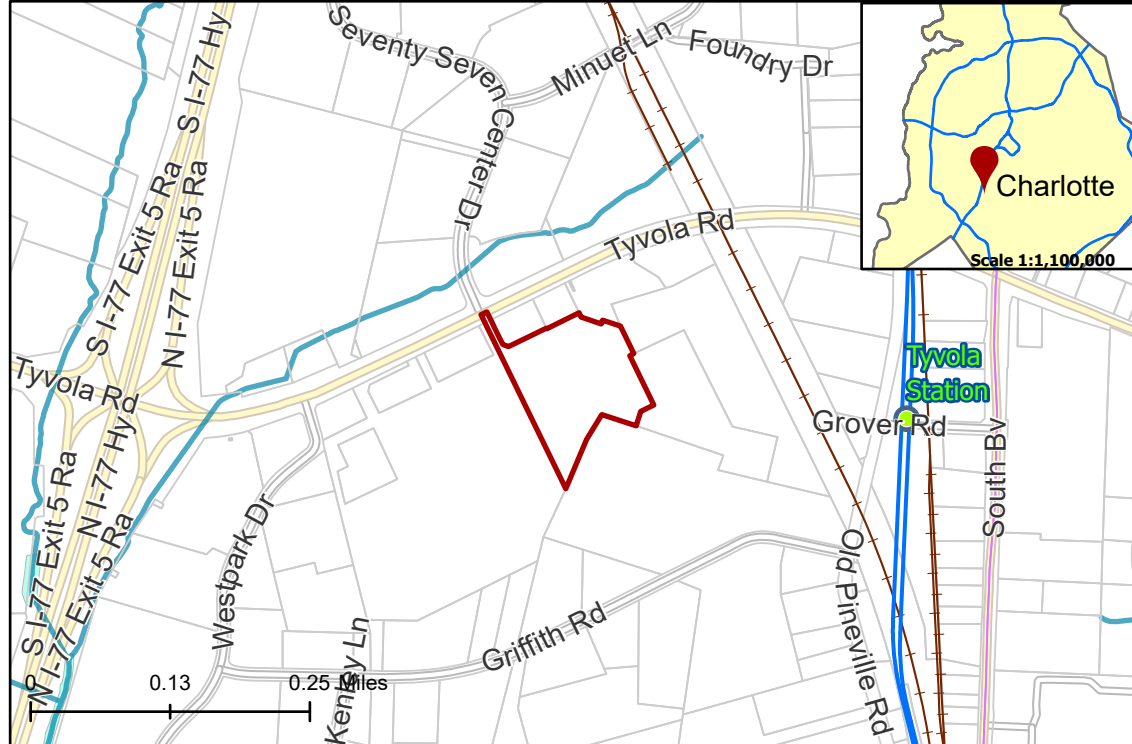 Seventy Seven Center Dr
Minuet Ln
Foundry Dr
S I-77 Hy
Charlotte
Scale 1:1,100,000
S I-77 Exit 5 Ra
N I-77 Exit 5 Ra
Tyvola Rd
Tyvola Rd
Tyvola
Station
Grover Rd
South Bv
N I-77 Hy
S I-77 Exit 5 Ra
N I-77 Exit 5 Ra
Westpark Dr
Old Pineville Rd
Griffith Rd
Kenley Ln
0 0.13 0.25 Miles